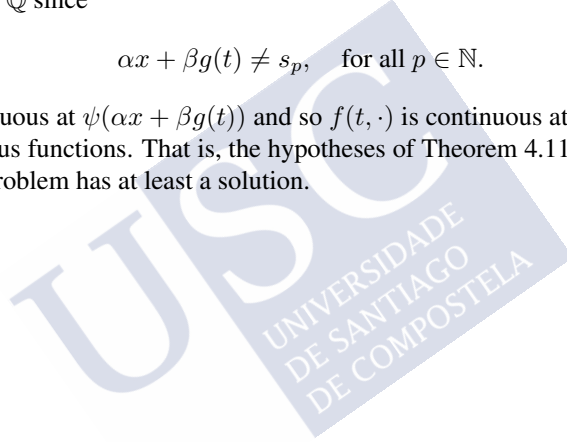 ℚ since
αx + βg(t) ≠ s_p, for all p ∈ ℕ.
uous at ψ(αx + βg(t)) and so f(t, ·) is continuous at
us functions. That is, the hypotheses of Theorem 4.11
roblem has at least a solution.
USC
UNIVERSIDADE
DE SANTIAGO
DE COMPOSTELA